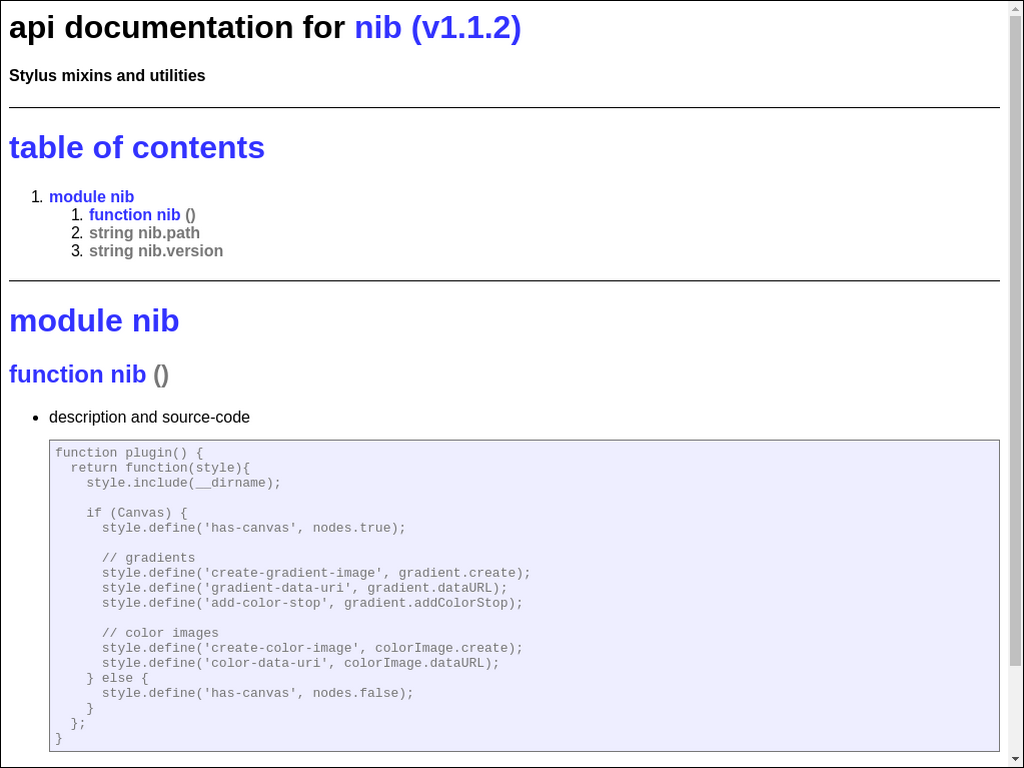 api documentation for nib (v1.1.2)
Stylus mixins and utilities
table of contents
1. module nib
1. function nib ()
2. string nib.path
3. string nib.version
module nib
function nib ()
• description and source-code
function plugin() {
  return function(style){
    style.include(__dirname);
    if (Canvas) {
      style.define('has-canvas', nodes.true);
      // gradients
      style.define('create-gradient-image', gradient.create);
      style.define('gradient-data-uri', gradient.dataURL);
      style.define('add-color-stop', gradient.addColorStop);
      // color images
      style.define('create-color-image', colorImage.create);
      style.define('color-data-uri', colorImage.dataURL);
    } else {
      style.define('has-canvas', nodes.false);
    }
  };
}